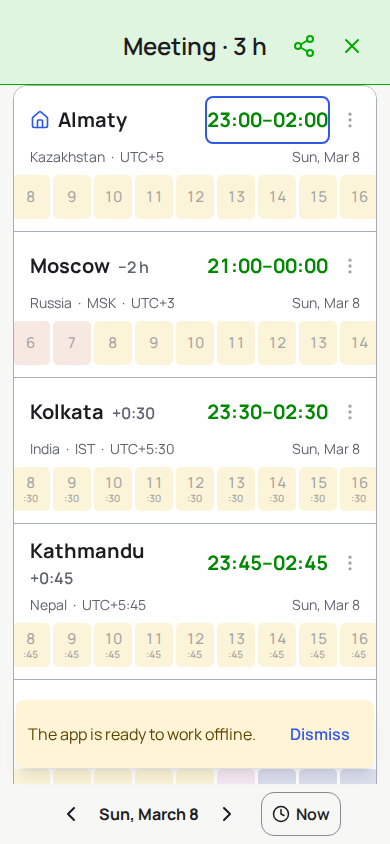 Meeting · 3 h
Almaty 23:00–02:00
Kazakhstan · UTC+5 Sun, Mar 8
8 9 10 11 12 13 14 15 16
Moscow −2 h 21:00–00:00
Russia · MSK · UTC+3 Sun, Mar 8
6 7 8 9 10 11 12 13 14
Kolkata +0:30 23:30–02:30
India · IST · UTC+5:30 Sun, Mar 8
8 9 10 11 12 13 14 15 16
:30 :30 :30 :30 :30 :30 :30 :30 :30
Kathmandu 23:45–02:45
+0:45
Nepal · UTC+5:45 Sun, Mar 8
8 9 10 11 12 13 14 15 16
:45 :45 :45 :45 :45 :45 :45 :45 :45
The app is ready to work offline. Dismiss
Sun, March 8 Now